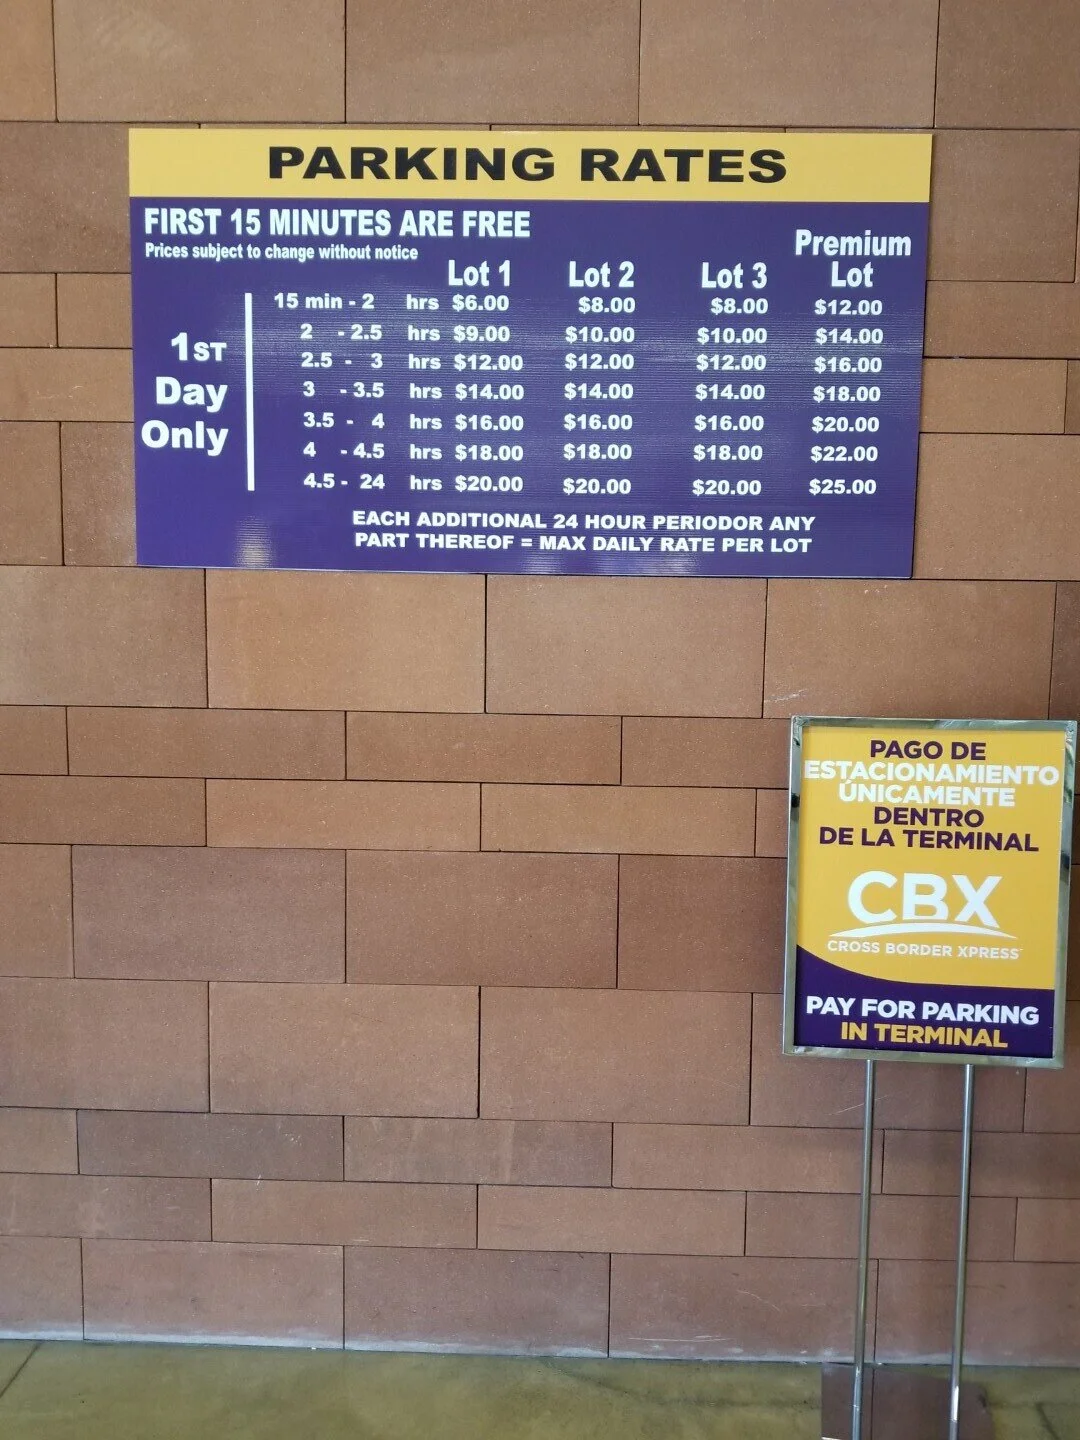 PARKING RATES
FIRST 15 MINUTES ARE FREE
Prices subject to change without notice
Lot 1 Lot 2 Lot 3 Premium Lot
1ST Day Only
15 min - 2 hrs $6.00 $8.00 $8.00 $12.00
2 - 2.5 hrs $9.00 $10.00 $10.00 $14.00
2.5 - 3 hrs $12.00 $12.00 $12.00 $16.00
3 - 3.5 hrs $14.00 $14.00 $14.00 $18.00
3.5 - 4 hrs $16.00 $16.00 $16.00 $20.00
4 - 4.5 hrs $18.00 $18.00 $18.00 $22.00
4.5 - 24 hrs $20.00 $20.00 $20.00 $25.00
EACH ADDITIONAL 24 HOUR PERIODOR ANY
PART THEREOF = MAX DAILY RATE PER LOT
PAGO DE
ESTACIONAMIENTO
ÚNICAMENTE
DENTRO
DE LA TERMINAL
CBX
CROSS BORDER XPRESS
PAY FOR PARKING
IN TERMINAL